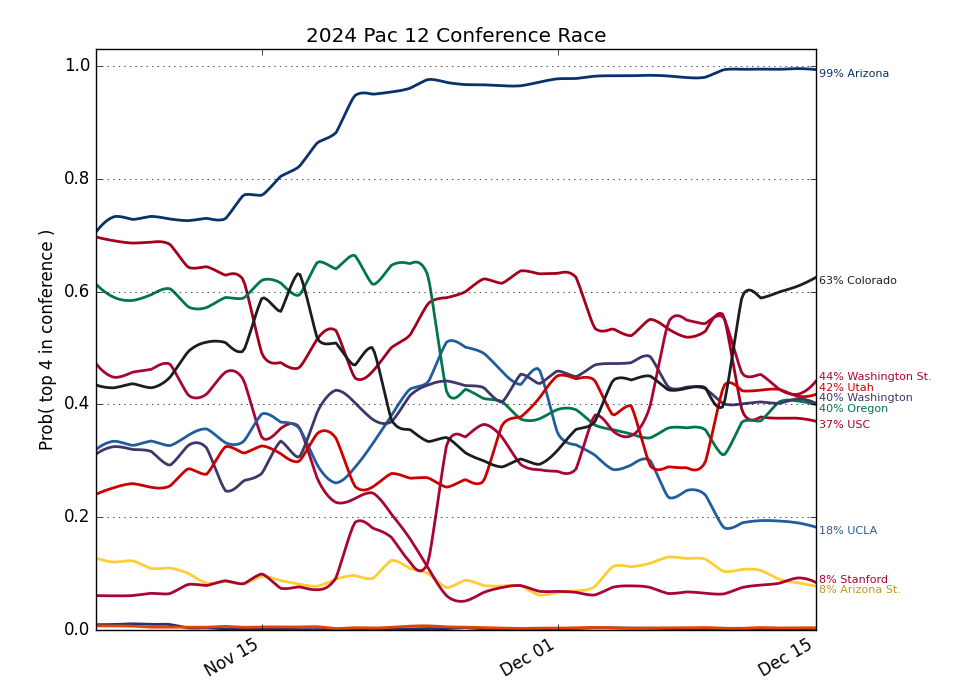 2024 Pac 12 Conference Race
Prob( top 4 in conference )
1.0
0.8
0.6
0.4
0.2
0.0
Nov 15
Dec 01
Dec 15
99% Arizona
63% Colorado
44% Washington St.
42% Utah
40% Washington
40% Oregon
37% USC
18% UCLA
8% Stanford
8% Arizona St.